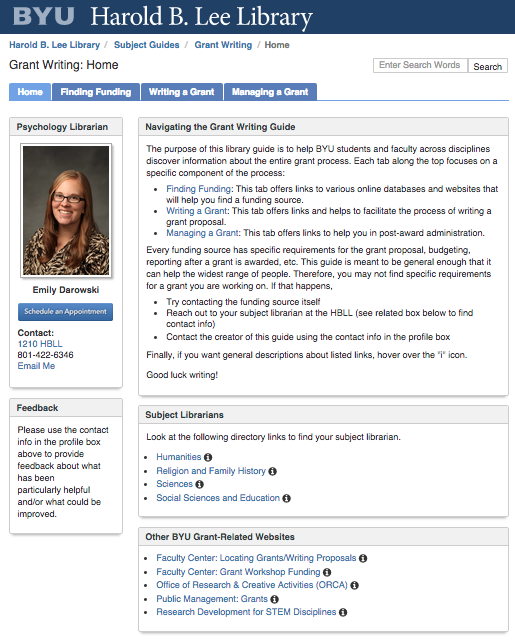 BYU Harold B. Lee Library
Harold B. Lee Library / Subject Guides / Grant Writing / Home
Grant Writing: Home
Enter Search Words Search
Home Finding Funding Writing a Grant Managing a Grant
Psychology Librarian
Emily Darowski
Schedule an Appointment
Contact:
1210 HBLL
801-422-6346
Email Me
Feedback
Please use the contact
info in the profile box
above to provide
feedback about what
has been
particularly helpful
and/or what could be
improved.
Navigating the Grant Writing Guide
The purpose of this library guide is to help BYU students and faculty across disciplines
discover information about the entire grant process. Each tab along the top focuses on a
specific component of the process:
• Finding Funding: This tab offers links to various online databases and websites that
will help you find a funding source.
• Writing a Grant: This tab offers links and helps to facilitate the process of writing a
grant proposal.
• Managing a Grant: This tab offers links to help you in post-award administration.
Every funding source has specific requirements for the grant proposal, budgeting,
reporting after a grant is awarded, etc. This guide is meant to be general enough that it
can help the widest range of people. Therefore, you may not find specific requirements
for a grant you are working on. If that happens,
• Try contacting the funding source itself
• Reach out to your subject librarian at the HBLL (see related box below to find
contact info)
• Contact the creator of this guide using the contact info in the profile box
Finally, if you want general descriptions about listed links, hover over the "i" icon.
Good luck writing!
Subject Librarians
Look at the following directory links to find your subject librarian.
• Humanities i
• Religion and Family History i
• Sciences i
• Social Sciences and Education i
Other BYU Grant-Related Websites
• Faculty Center: Locating Grants/Writing Proposals i
• Faculty Center: Grant Workshop Funding i
• Office of Research & Creative Activities (ORCA) i
• Public Management: Grants i
• Research Development for STEM Disciplines i